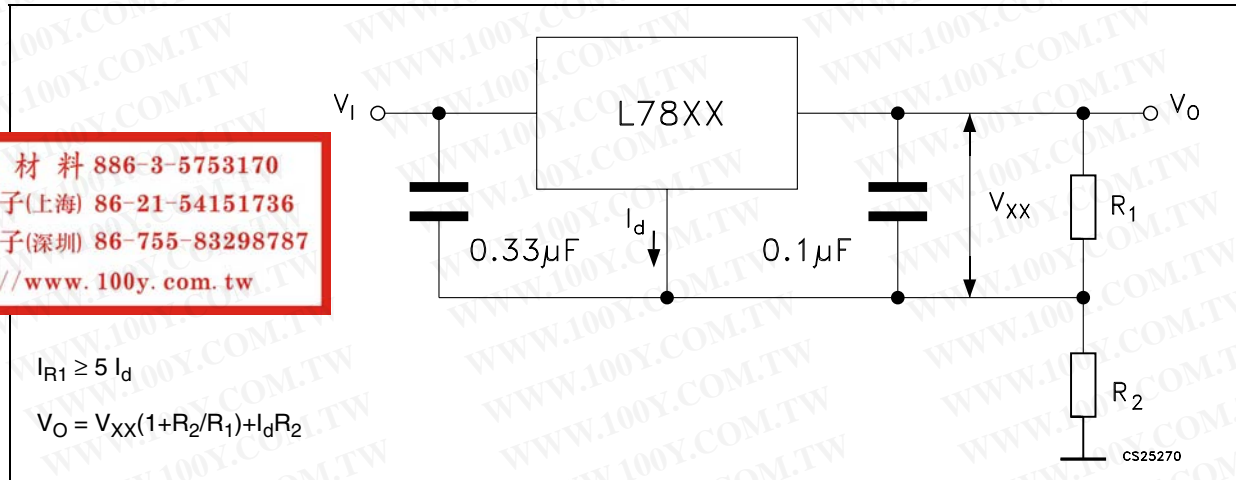 WWW.100Y.COM.TW
L78XX
V_I
V_O
材 料 886-3-5753170
子(上海) 86-21-54151736
子(深圳) 86-755-83298787
//www.100y.com.tw
I_d
V_XX
R_1
0.33μF
0.1μF
I_R1 ≥ 5 I_d
V_O = V_XX(1+R_2/R_1)+I_dR_2
R_2
CS25270